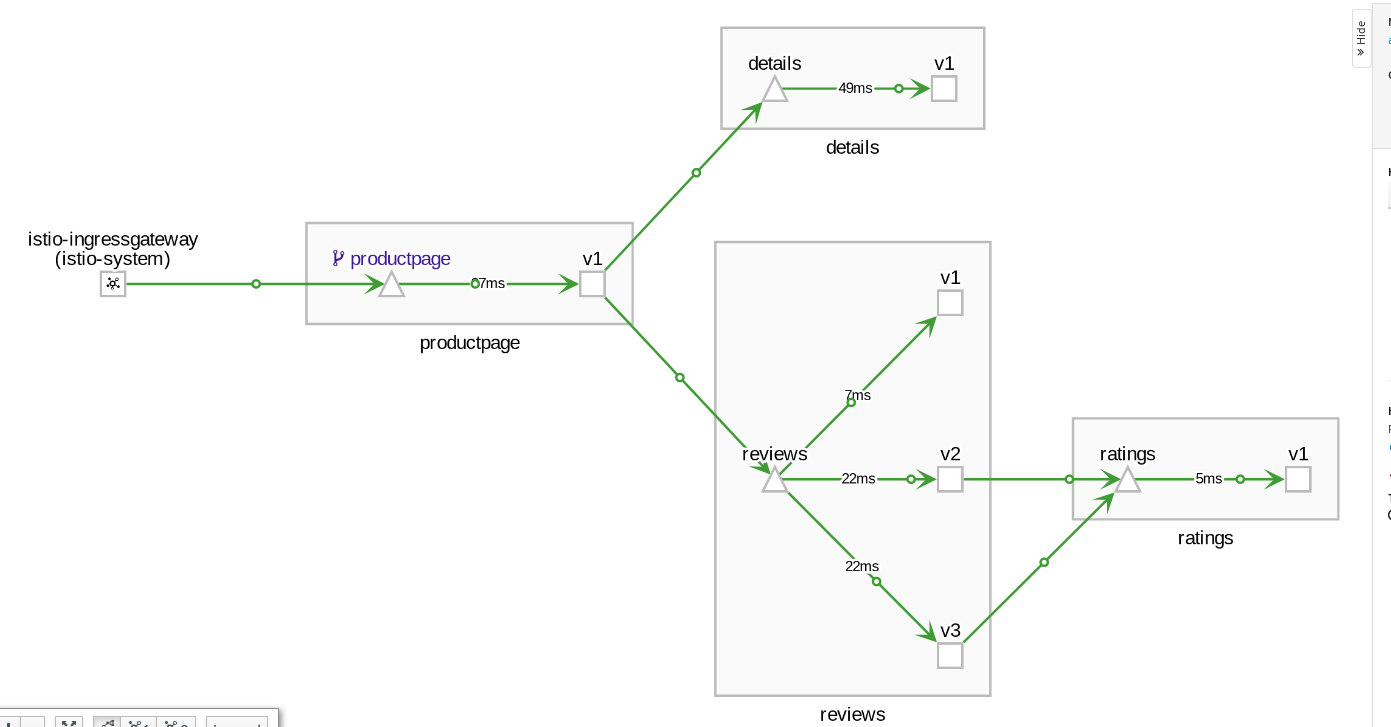 Hide
details
v1
49ms
details
istio-ingressgateway
(istio-system)
productpage
v1
7ms
productpage
v1
7ms
reviews
v2
22ms
22ms
v3
reviews
ratings
v1
5ms
ratings